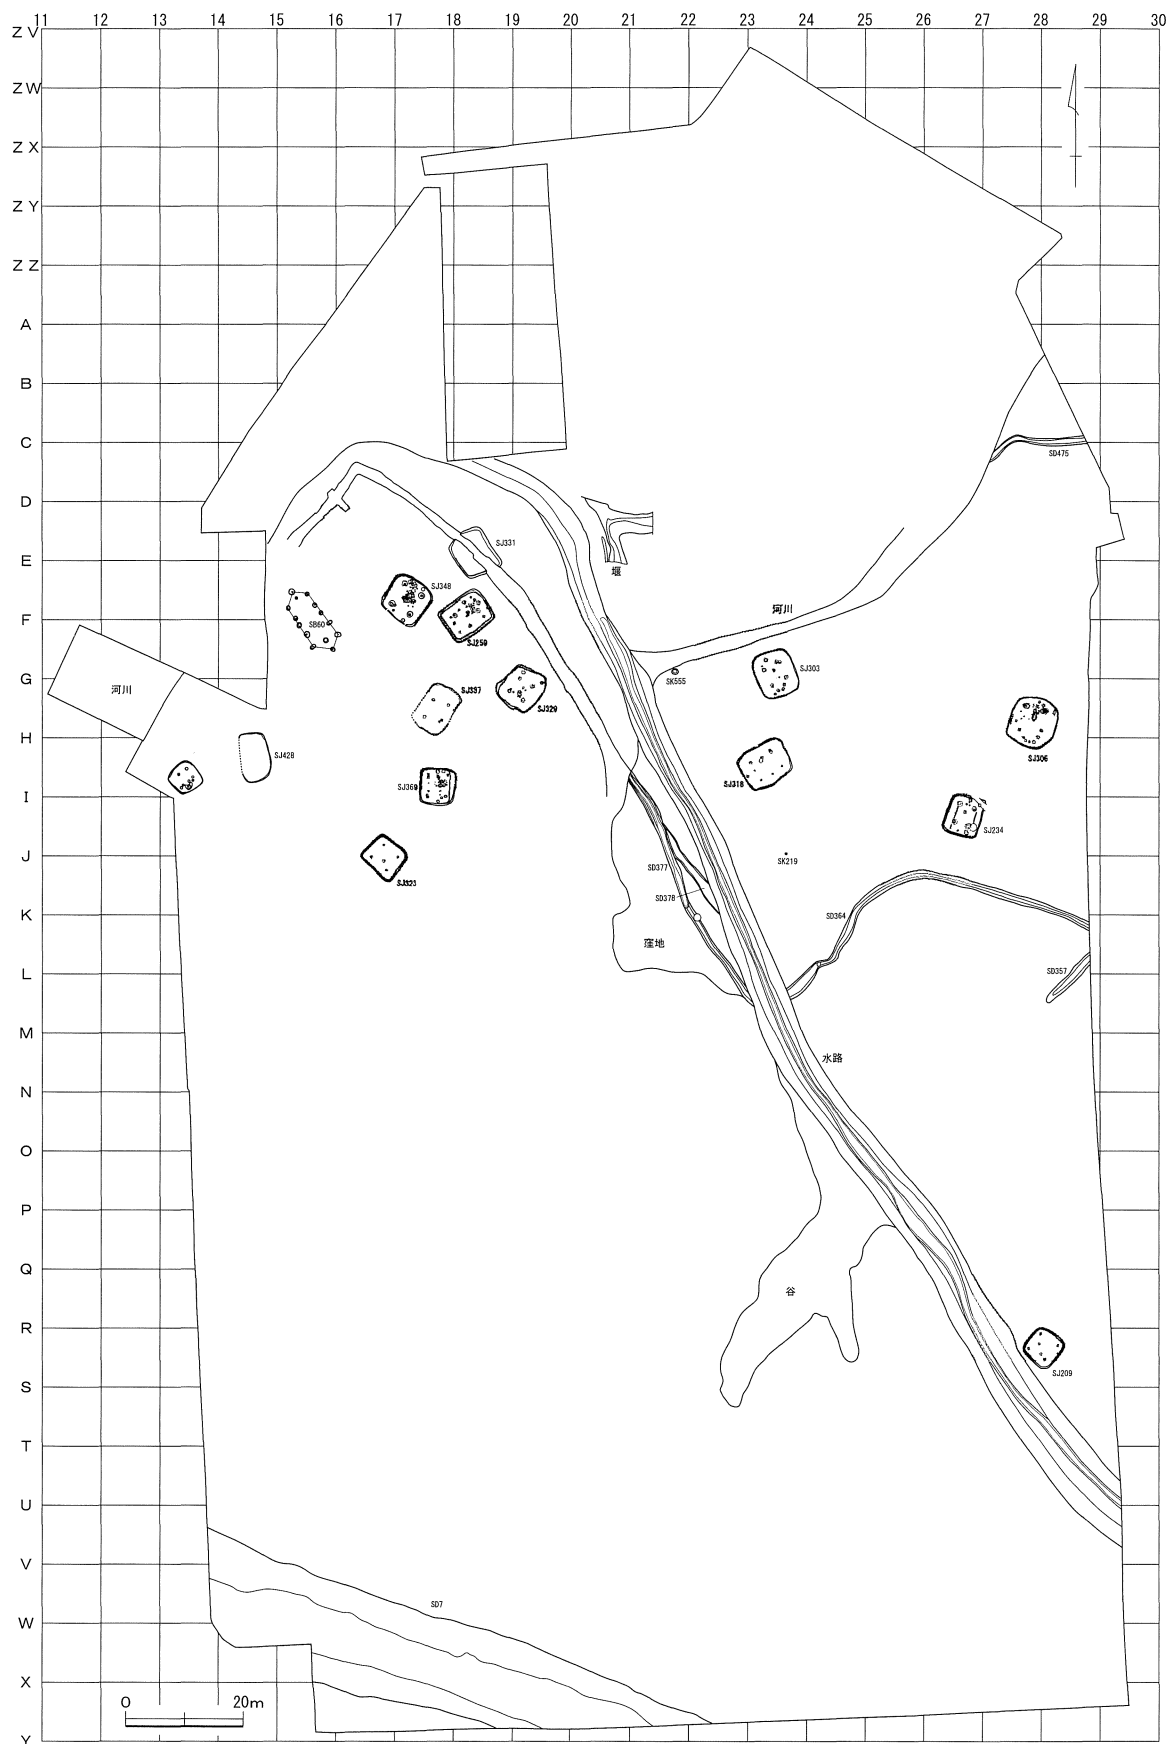 11 12 13 14 15 16 17 18 19 20 21 22 23 24 25 26 27 28 29 30
ZV
ZW
ZX
ZY
ZZ
A
B
C
SD475
D
SJ331
E
堰
SJ348
河川
F
SB60
SJ259
SJ303
G
SK555
河川
SJ337
SJ329
H
SJ428
SJ306
SJ318
SJ369
I
SJ234
J
SK219
SD377
SJ323
SD378
K
SD364
窪地
L
SD357
M
水路
N
O
P
Q
谷
R
SJ209
S
T
U
V
SD7
W
X
0 20m
Y